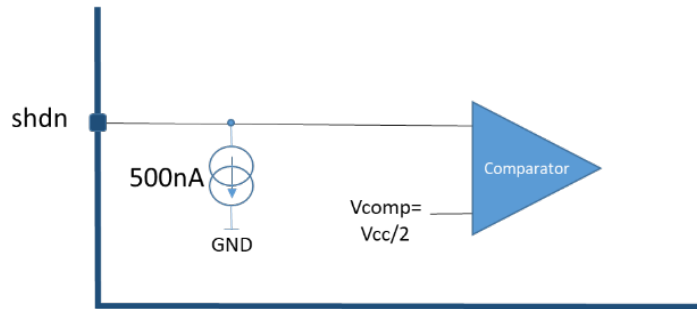 shdn
Comparator
500nA
Vcomp=
Vcc/2
GND